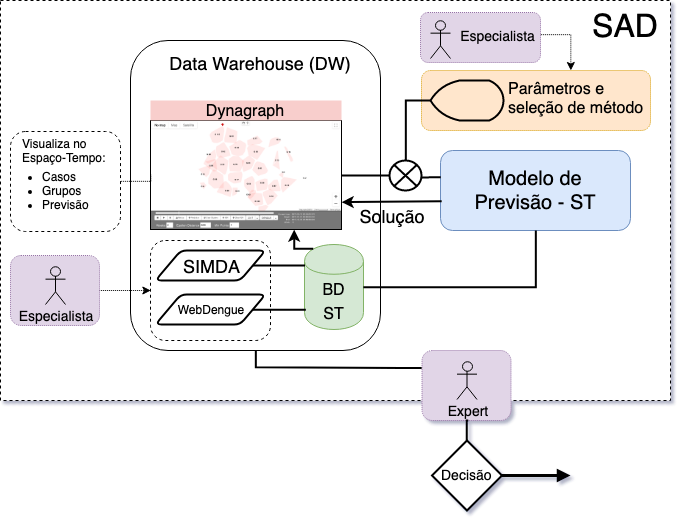 SAD
Especialista
Parâmetros e
seleção de método
Data Warehouse (DW)
Dynagraph
Visualiza no
Espaço-Tempo:
• Casos
• Grupos
• Previsão
Modelo de
Previsão - ST
Solução
SIMDA
WebDengue
BD
ST
Especialista
Expert
Decisão